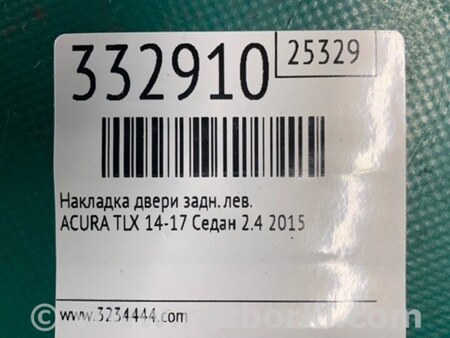 332910
25329
Накладка двери задн. лев.
ACURA TLX 14-17 Седан 2.4 2015
www.3234444.com